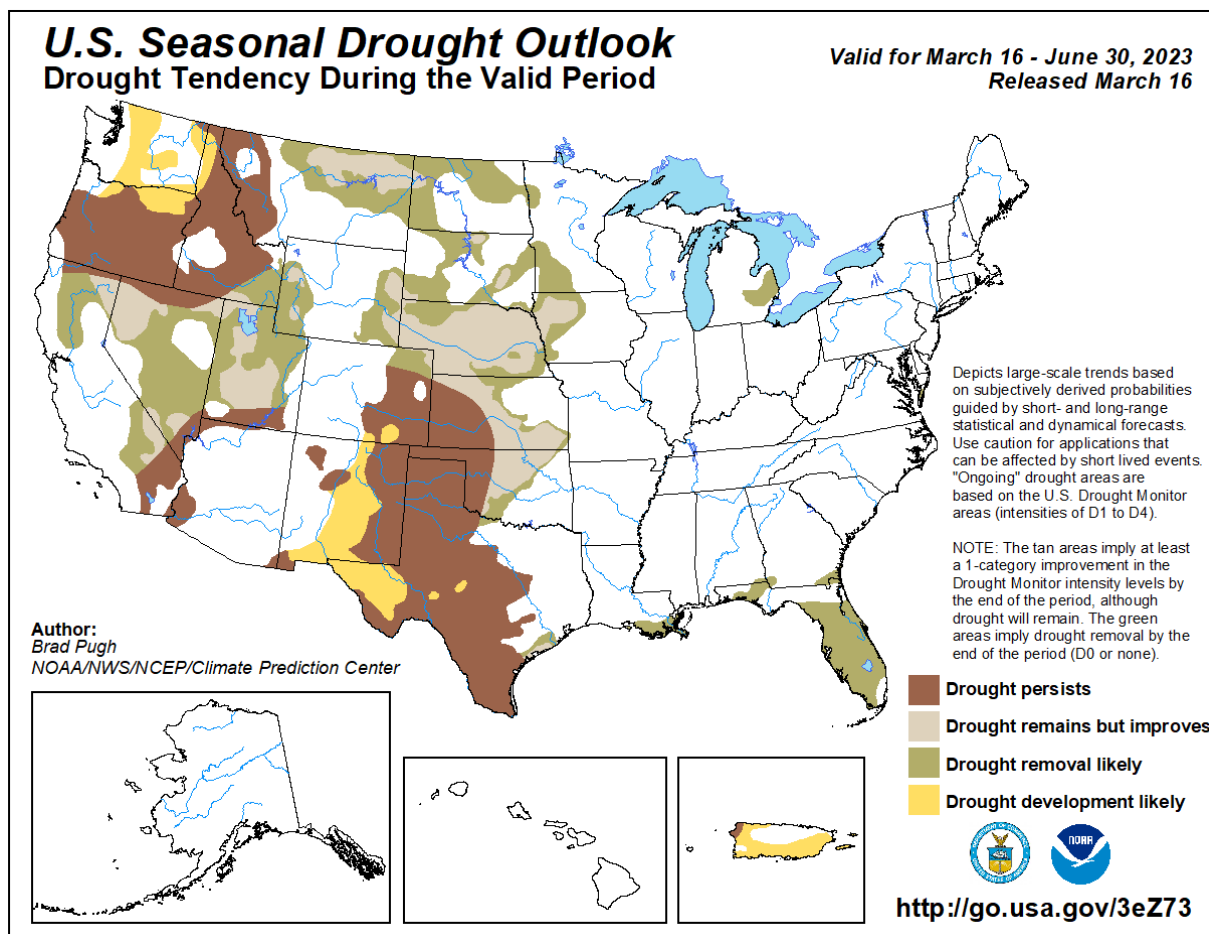 U.S. Seasonal Drought Outlook
Drought Tendency During the Valid Period
Valid for March 16 - June 30, 2023
Released March 16
Depicts large-scale trends based
on subjectively derived probabilities
guided by short- and long-range
statistical and dynamical forecasts.
Use caution for applications that
can be affected by short lived events.
"Ongoing" drought areas are
based on the U.S. Drought Monitor
areas (intensities of D1 to D4).
NOTE: The tan areas imply at least
a 1-category improvement in
the Drought Monitor intensity levels by
the end of the period, although
drought will remain. The green
areas imply drought removal by the
end of the period (D0 or none).
Author:
Brad Pugh
NOAA/NWS/NCEP/Climate Prediction Center
Drought persists
Drought remains but improves
Drought removal likely
Drought development likely
NOAA
http://go.usa.gov/3eZ73